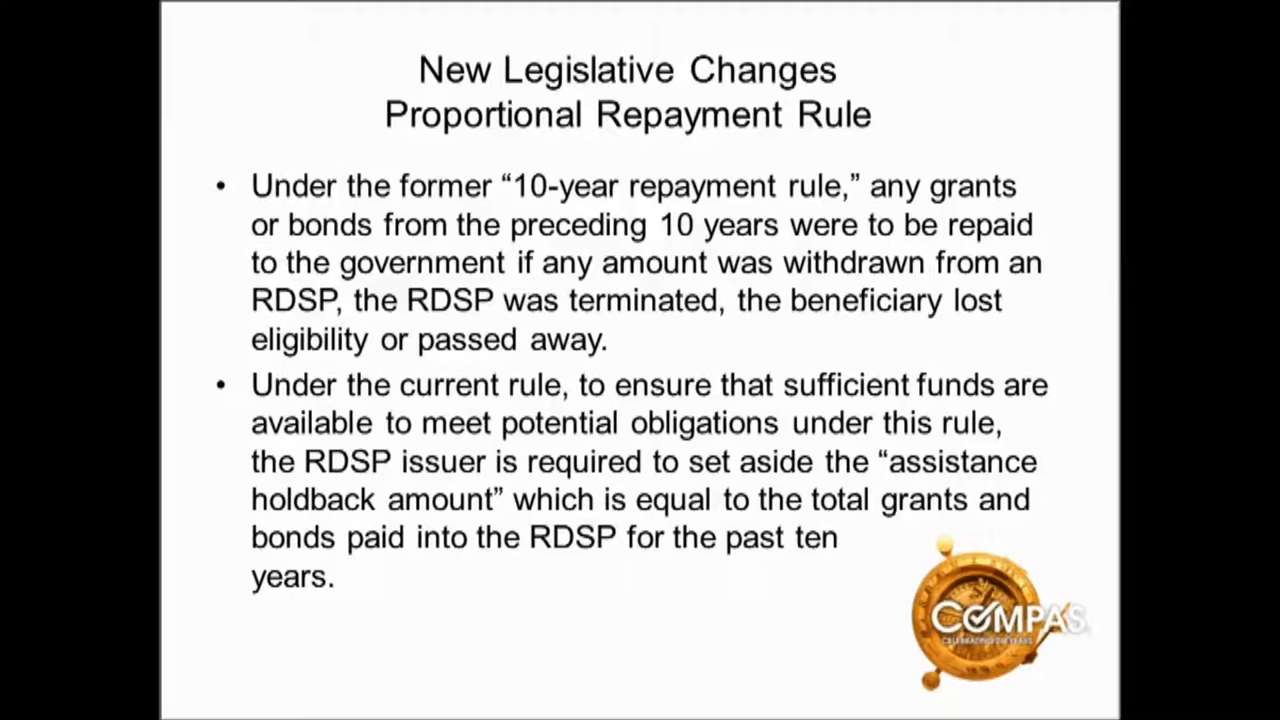 New Legislative Changes
Proportional Repayment Rule
• Under the former “10-year repayment rule,” any grants
or bonds from the preceding 10 years were to be repaid
to the government if any amount was withdrawn from an
RDSP, the RDSP was terminated, the beneficiary lost
eligibility or passed away.
• Under the current rule, to ensure that sufficient funds are
available to meet potential obligations under this rule,
the RDSP issuer is required to set aside the “assistance
holdback amount” which is equal to the total grants and
bonds paid into the RDSP for the past ten
years.
COMPAS
CELEBRATING YEARS